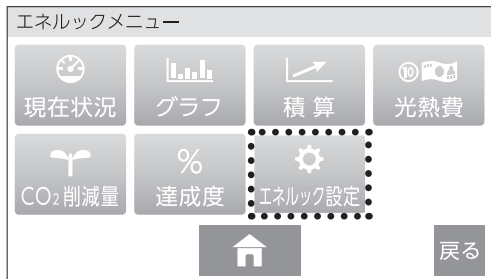 エネルックメニュー
現在状況 グラフ 積算 光熱費
⑩
CO₂削減量 達成度 エネルック設定
%
戻る